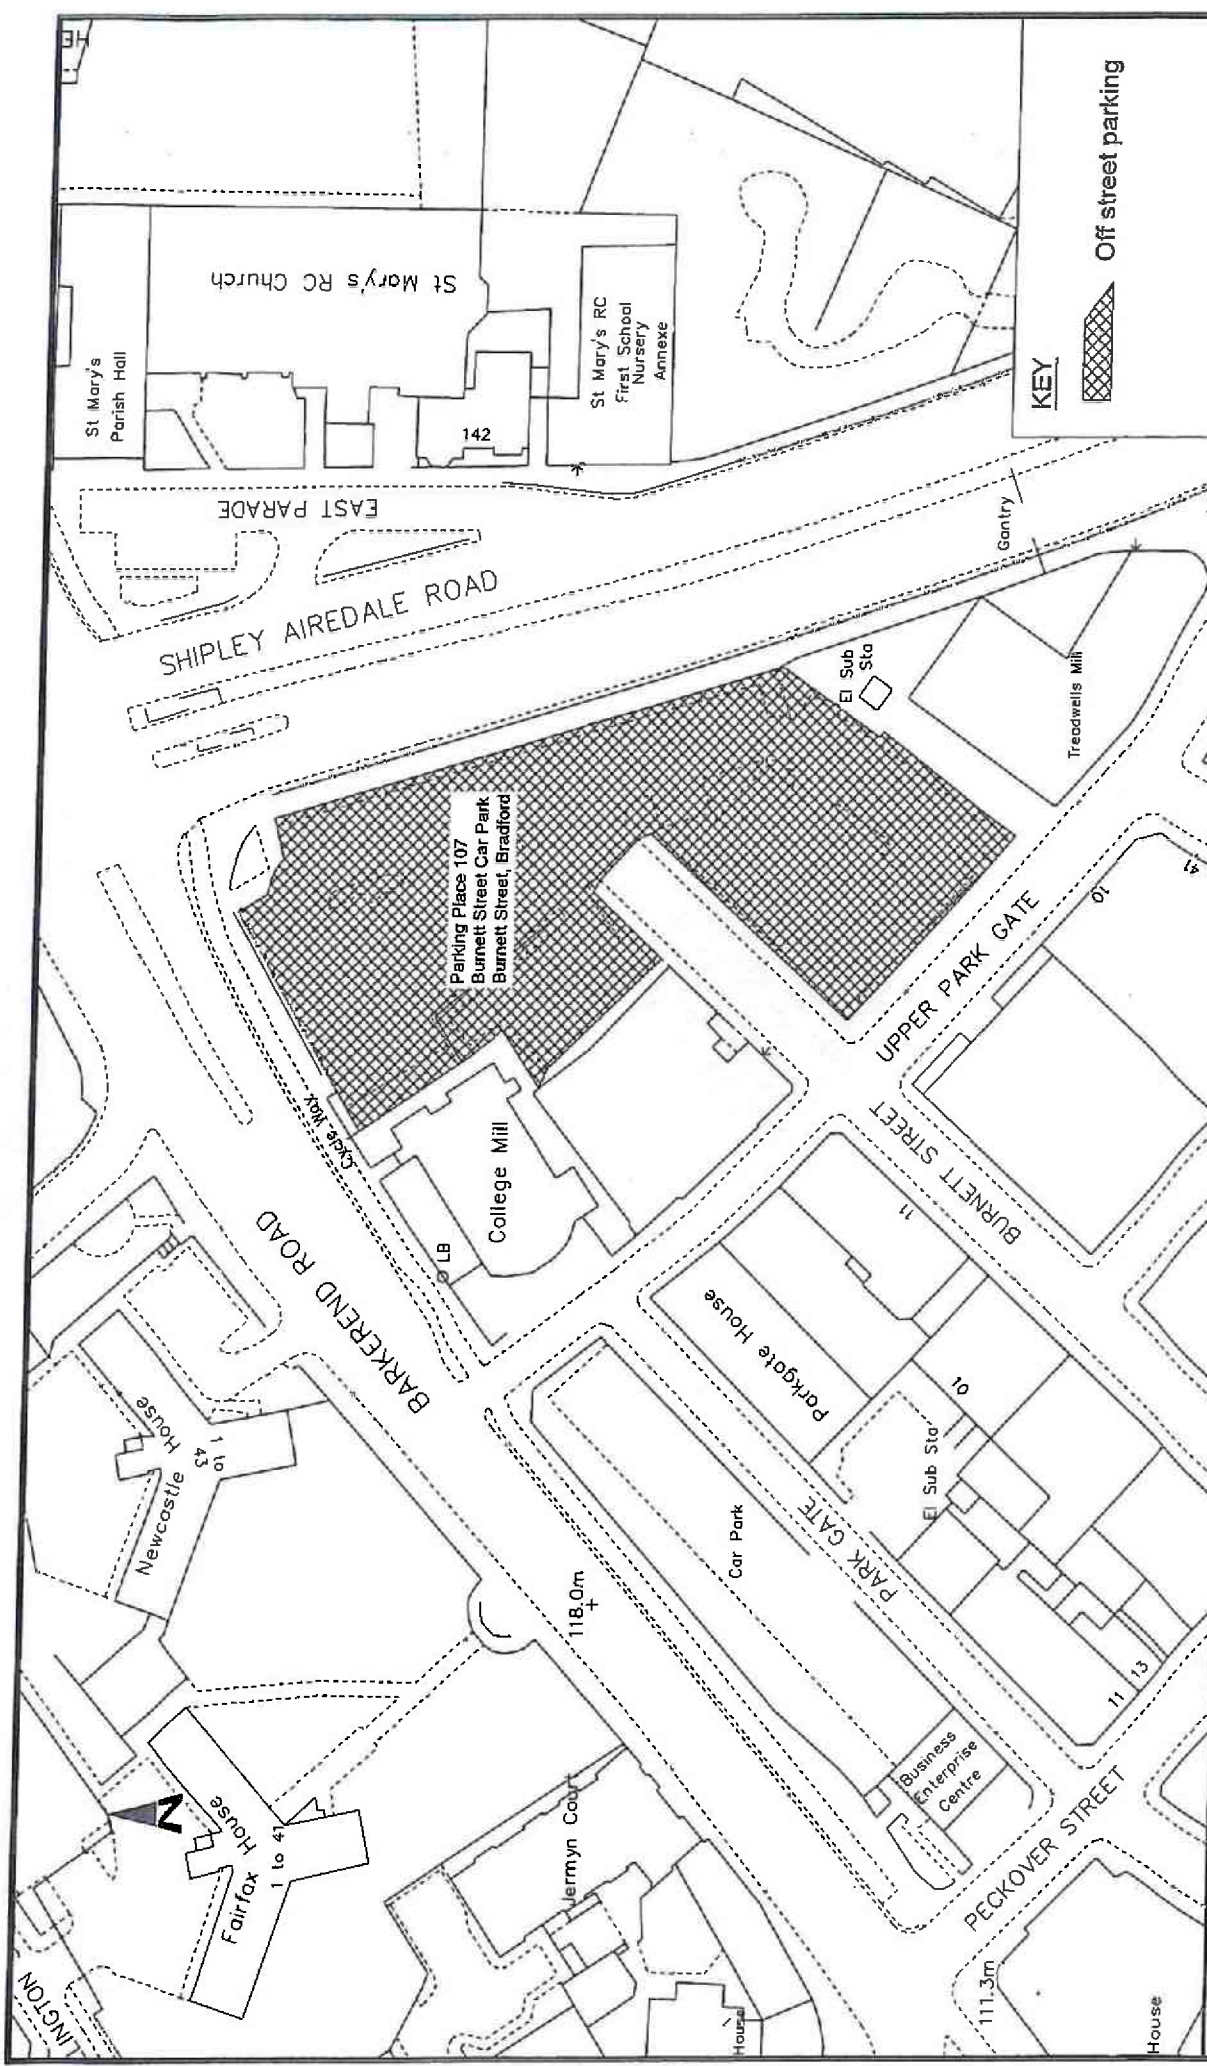 HE
St Mary's
Parish Hall
St Mary's RC Church
142
St Mary's RC
First School
Nursery
Annexe
KEY
Off street parking
EAST PARADE
SHIPLEY AIREDALE ROAD
Gantry
El Sub
Sta
Treadwells Mill
Parking Place 107
Burnett Street Car Park
Burnett Street, Bradford
UPPER PARK GATE
10
41
Cycle Way
College Mill
LB
BURNETT STREET
11
BARKEREND ROAD
Parkgate House
10
El Sub Sta
Newcastle
House
1
to
43
Car Park
PARK GATE
118.0m
11
13
N
Fairfax
House
1 to 41
Jermyn Court
Business
Enterprise
Centre
PECKOVER STREET
INGTON
111.3m
House
House